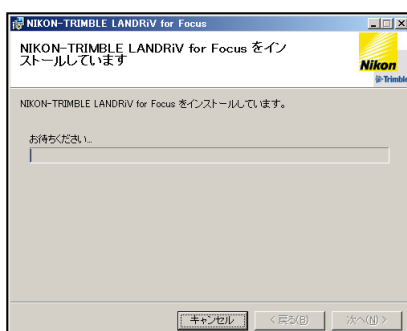 NIKON-TRIMBLE LANDRiV for Focus
NIKON-TRIMBLE LANDRiV for Focus をイン
ストールしています
Nikon
Trimble
NIKON-TRIMBLE LANDRiV for Focus をインストールしています。
お待ちください...
キャンセル
< 戻る(B)
次へ(N) >